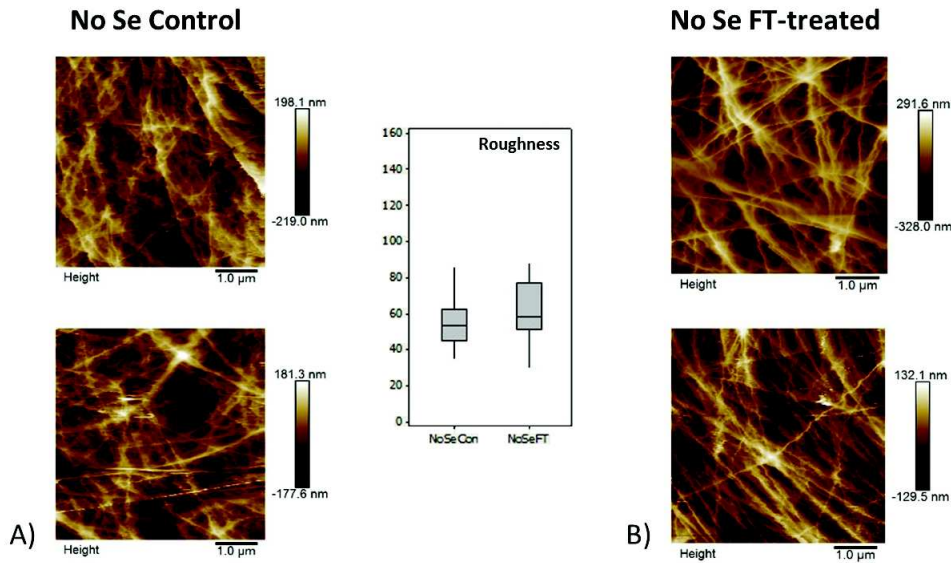 No Se Control
No Se FT-treated
198.1 nm
-219.0 nm
Height
1.0 µm
181.3 nm
-177.6 nm
A)
Height
1.0 µm
Roughness
160
140
120
100
80
60
40
20
0
NoSeCon
NoSeFT
291.6 nm
-328.0 nm
Height
1.0 µm
132.1 nm
-129.5 nm
B)
Height
1.0 µm